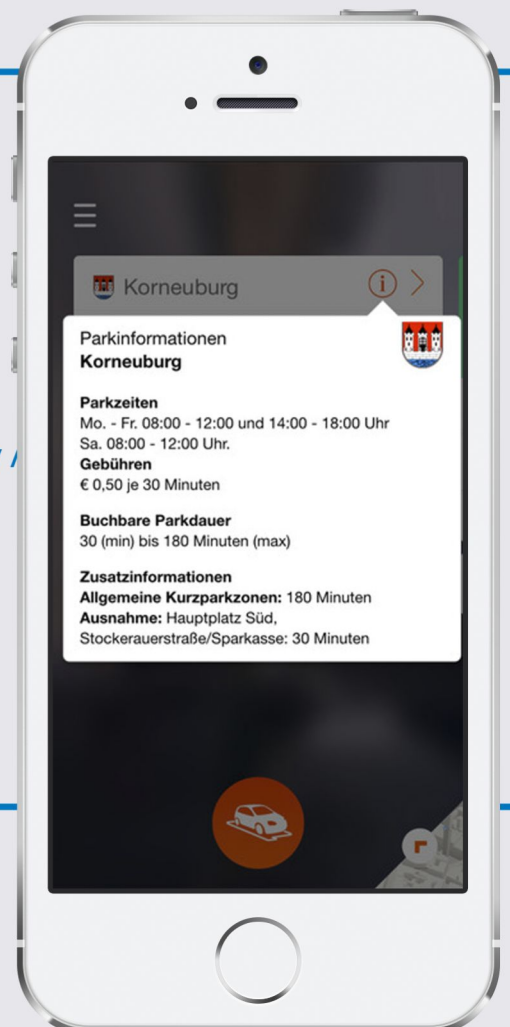 Korneuburg
Parkinformationen
Korneuburg
Parkzeiten
Mo. - Fr. 08:00 - 12:00 und 14:00 - 18:00 Uhr
Sa. 08:00 - 12:00 Uhr.
Gebühren
€ 0,50 je 30 Minuten
Buchbare Parkdauer
30 (min) bis 180 Minuten (max)
Zusatzinformationen
Allgemeine Kurzparkzonen: 180 Minuten
Ausnahme: Hauptplatz Süd,
Stockerauerstraße/Sparkasse: 30 Minuten